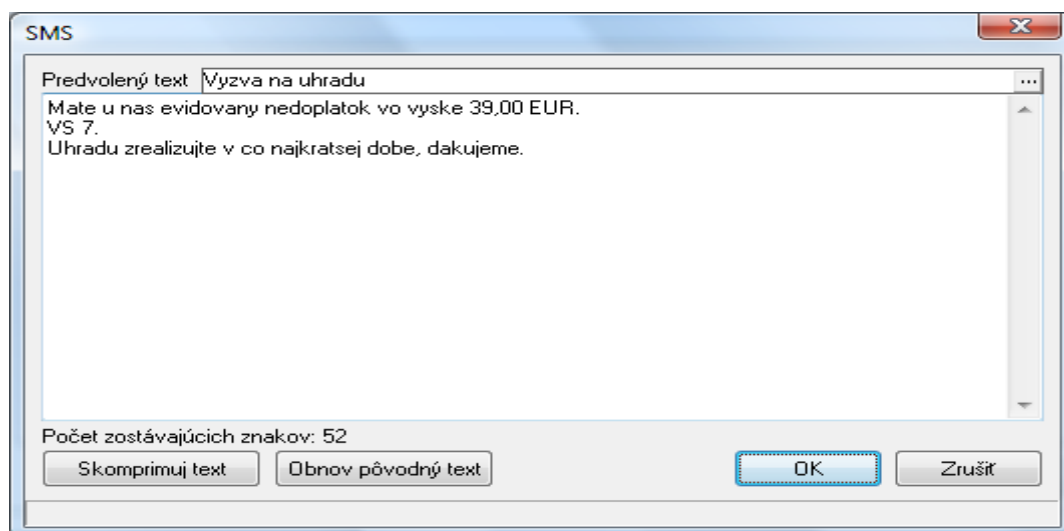 SMS
Predvolený text Vyzva na uhradu ...
Mate u nas evidovany nedoplatok vo vyske 39,00 EUR.
VS 7.
Uhradu zrealizujte v co najkratsej dobe, dakujeme.
Počet zostávajúcich znakov: 52
Skomprimuj text Obnov pôvodný text OK Zrušiť